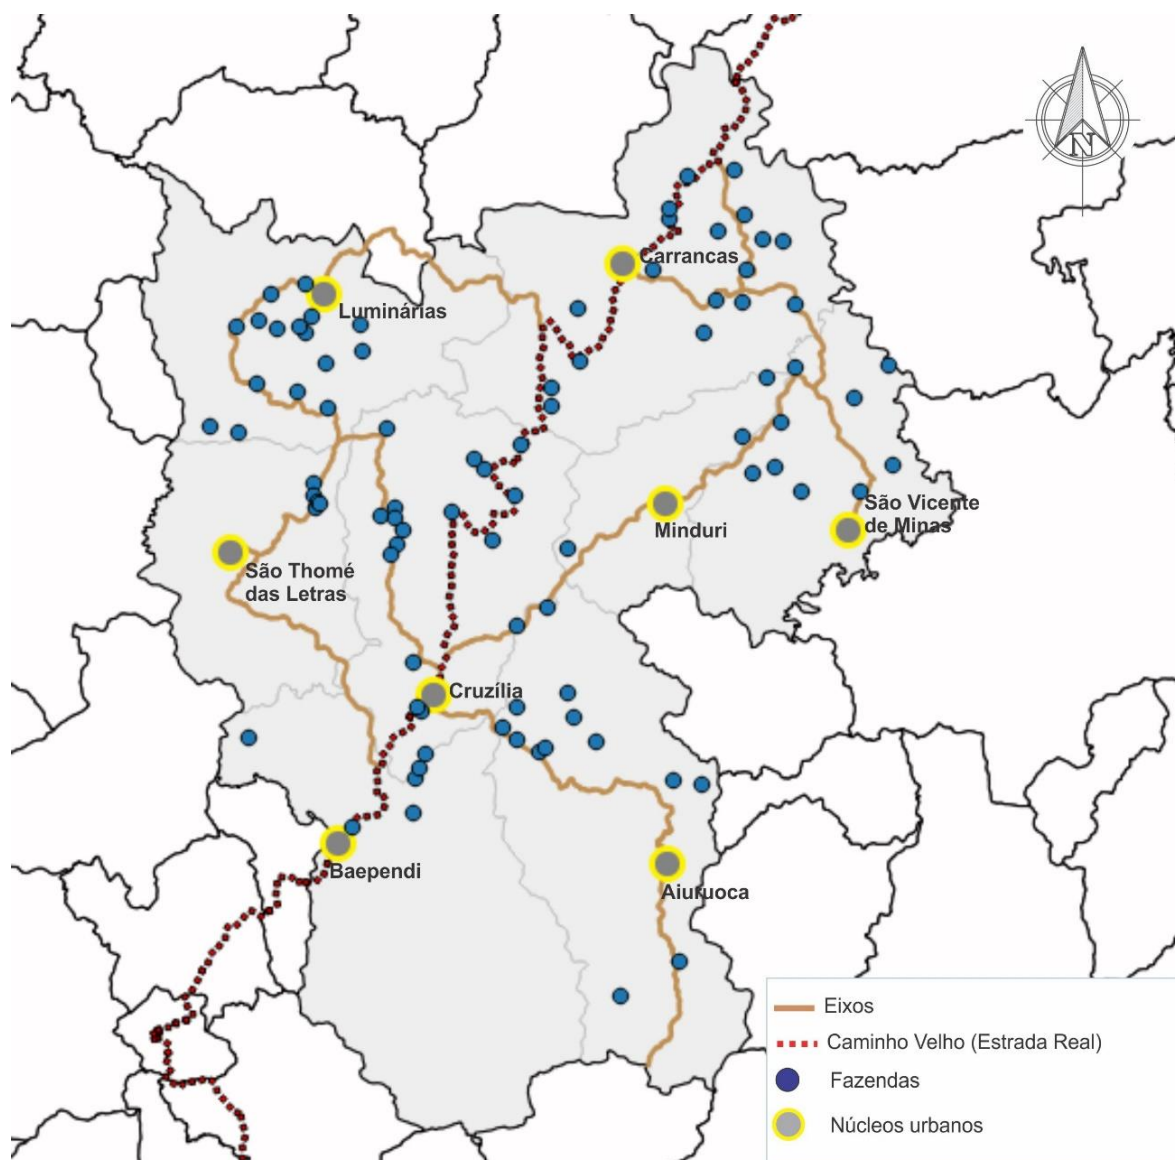 N
Carrancas
Luminárias
São Vicente
de Minas
Minduri
São Thomé
das Letras
Cruzília
Baependi
Aiuruoca
Eixos
Caminho Velho (Estrada Real)
Fazendas
Núcleos urbanos